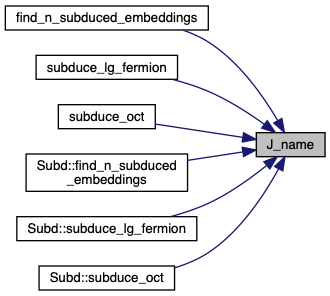 find_n_subduced_embeddings
subduce_lg_fermion
subduce_oct
J_name
Subd::find_n_subduced
_embeddings
Subd::subduce_lg_fermion
Subd::subduce_oct